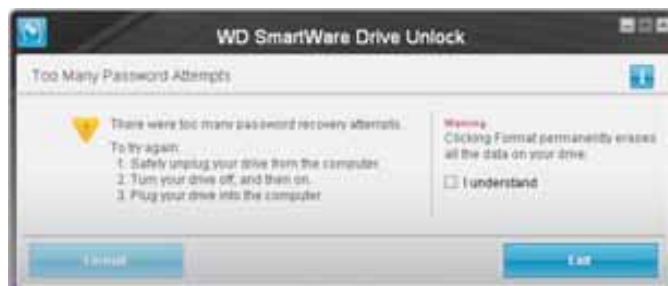 WD SmartWare Drive Unlock
Too Many Password Attempts
There were too many password recovery attempts.
To try again
1. Safely unplug your drive from the computer.
2. Turn your drive off, and then on.
3. Plug your drive into the computer.
Warning
Clicking Format permanently erases
all the data on your drive.
I understand
Format
Exit